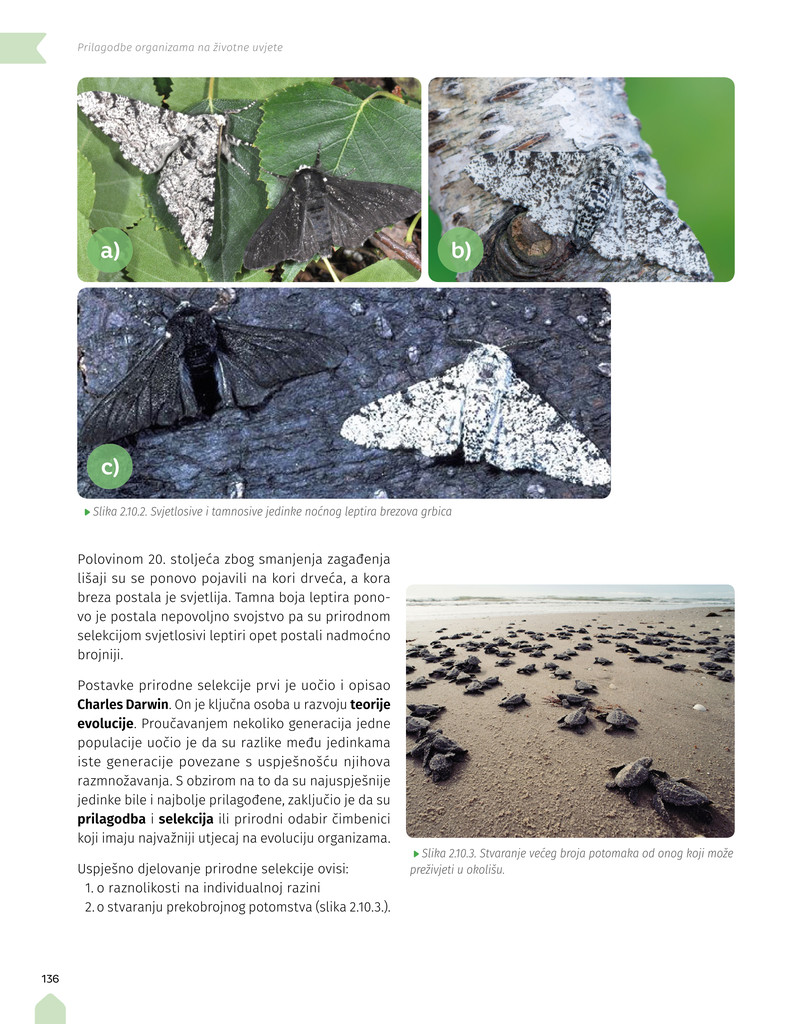 Prilagodbe organizama na životne uvjete
a)
b)
c)
Slika 2.10.2. Svjetlosive i tamnosive jedinke noćnog leptira brezova grbica
Polovinom 20. stoljeća zbog smanjenja zagađenja
lišaji su se ponovo pojavili na kori drveća, a kora
breza postala je svjetlija. Tamna boja leptira pono-
vo je postala nepovoljno svojstvo pa su prirodnom
selekcijom svjetlosivi leptiri opet postali nadmoćno
brojniji.
Postavke prirodne selekcije prvi je uočio i opisao
Charles Darwin. On je ključna osoba u razvoju teorije
evolucije. Proučavanjem nekoliko generacija jedne
populacije uočio je da su razlike među jedinkama
iste generacije povezane s uspješnošću njihova
razmnožavanja. S obzirom na to da su najuspješnije
jedinke bile i najbolje prilagođene, zaključio je da su
prilagodba i selekcija ili prirodni odabir čimbenici
koji imaju najvažniji utjecaj na evoluciju organizama.
Uspješno djelovanje prirodne selekcije ovisi:
1. o raznolikosti na individualnoj razini
2. o stvaranju prekobrojnog potomstva (slika 2.10.3.).
Slika 2.10.3. Stvaranje većeg broja potomaka od onog koji može
preživjeti u okolišu.
136